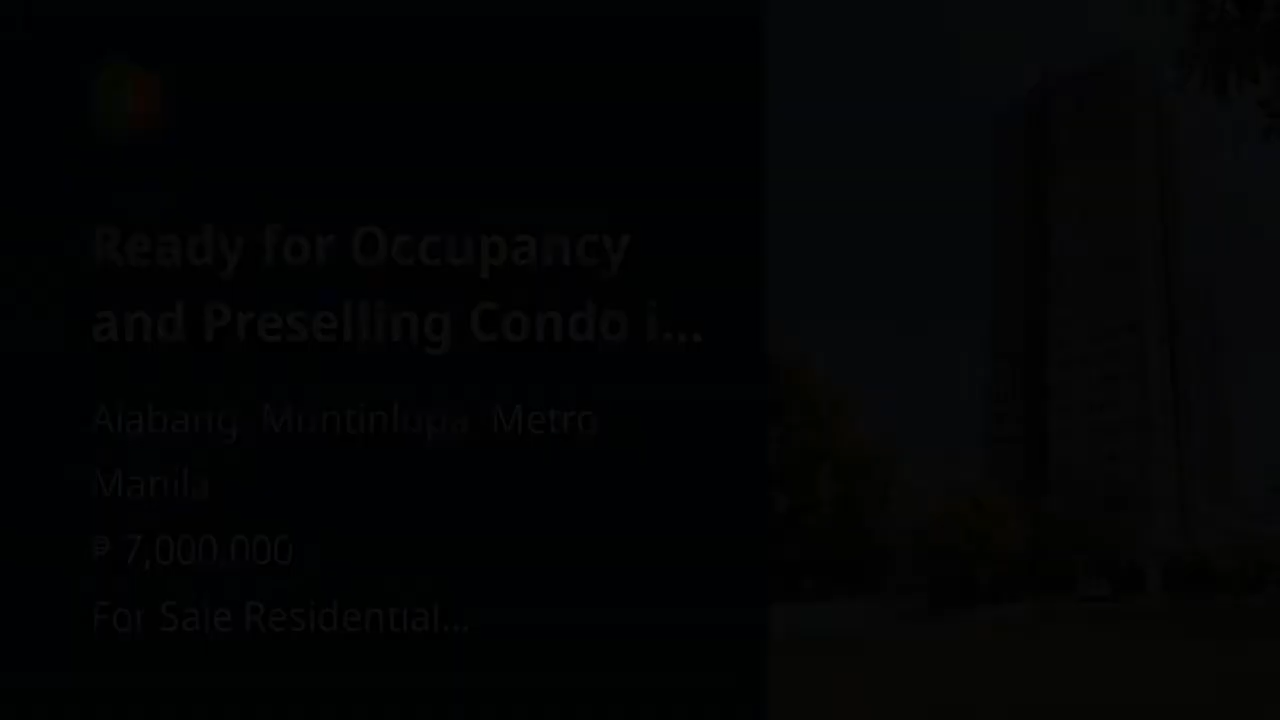 Ready for Occupancy
and Preselling Condo i...
Alabang, Muntinlupa, Metro
Manila
₱ 7,000,000
For Sale Residential...